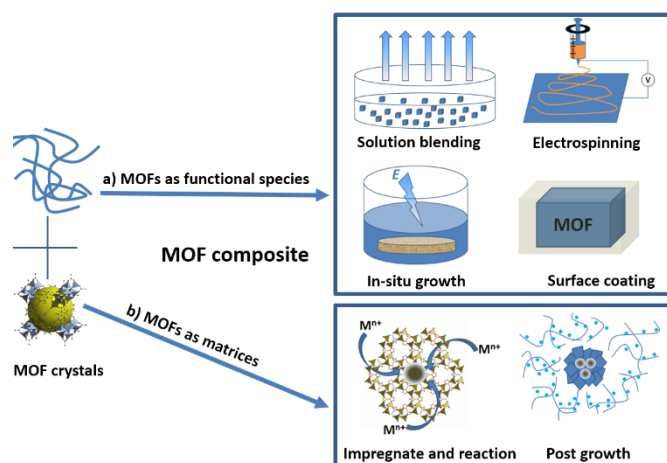 V
Solution blending
Electrospinning
a) MOFs as functional species
E
MOF
MOF composite
In-situ growth
Surface coating
b) MOFs as matrices
MOF crystals
Mⁿ⁺
Mⁿ⁺
Mⁿ⁺
Impregnate and reaction
Post growth